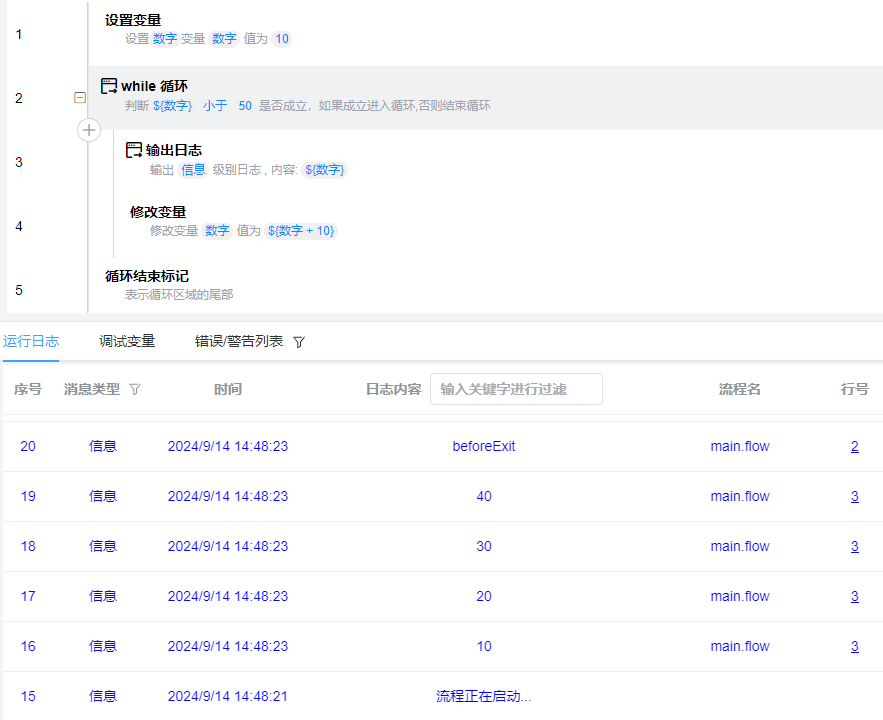 1
设置变量
设置 数字 变量 数字 值为 10
2
while 循环
判断 ${数字} 小于 50 是否成立，如果成立进入循环,否则结束循环
3
输出日志
输出 信息 级别日志 , 内容: ${数字}
4
修改变量
修改变量 数字 值为 ${数字 + 10}
5
循环结束标记
表示循环区域的尾部
运行日志 调试变量 错误/警告列表
序号 消息类型 时间 日志内容 输入关键字进行过滤 流程名 行号
20 信息 2024/9/14 14:48:23 beforeExit main.flow 2
19 信息 2024/9/14 14:48:23 40 main.flow 3
18 信息 2024/9/14 14:48:23 30 main.flow 3
17 信息 2024/9/14 14:48:23 20 main.flow 3
16 信息 2024/9/14 14:48:23 10 main.flow 3
15 信息 2024/9/14 14:48:21 流程正在启动...